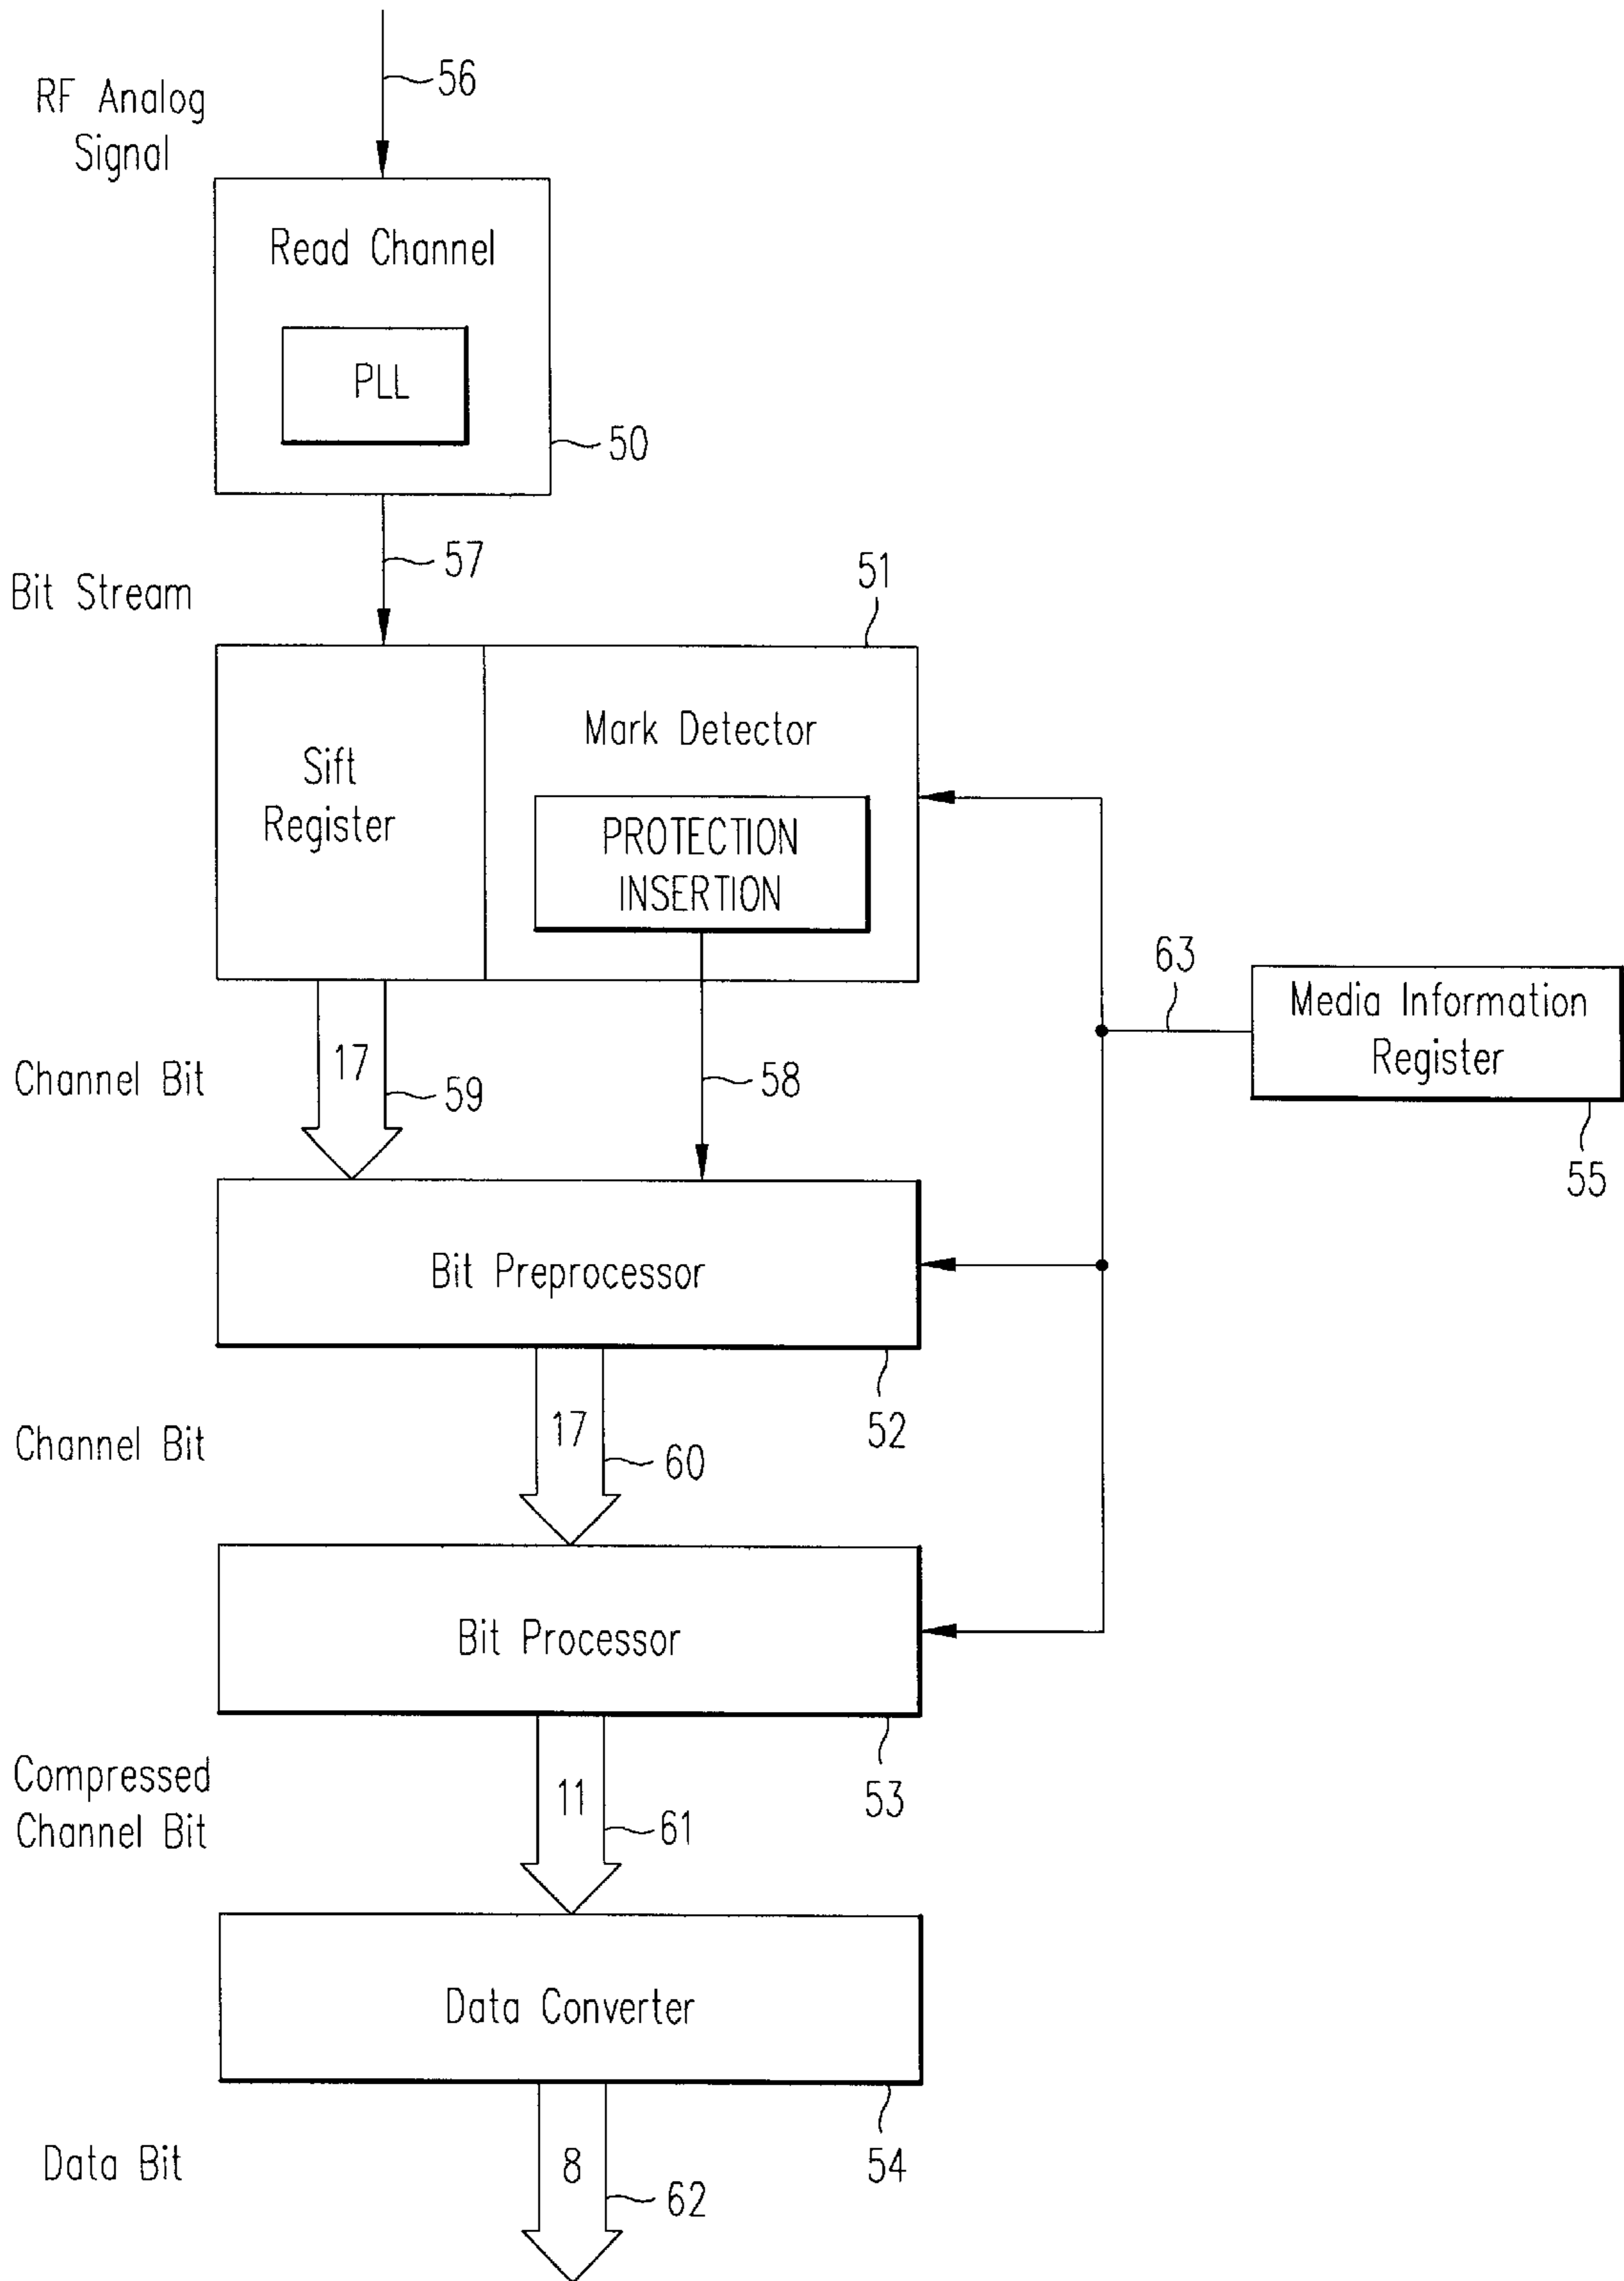 56
RF Analog
Signal
Read Channel
PLL
50
57
Bit Stream
51
Mark Detector
Sift
Register
PROTECTION
INSERTION
63
Media Information
Register
55
17
Channel Bit
59
58
Bit Preprocessor
52
17
Channel Bit
60
Bit Processor
53
Compressed
Channel Bit
11
61
Data Converter
54
Data Bit
8
62